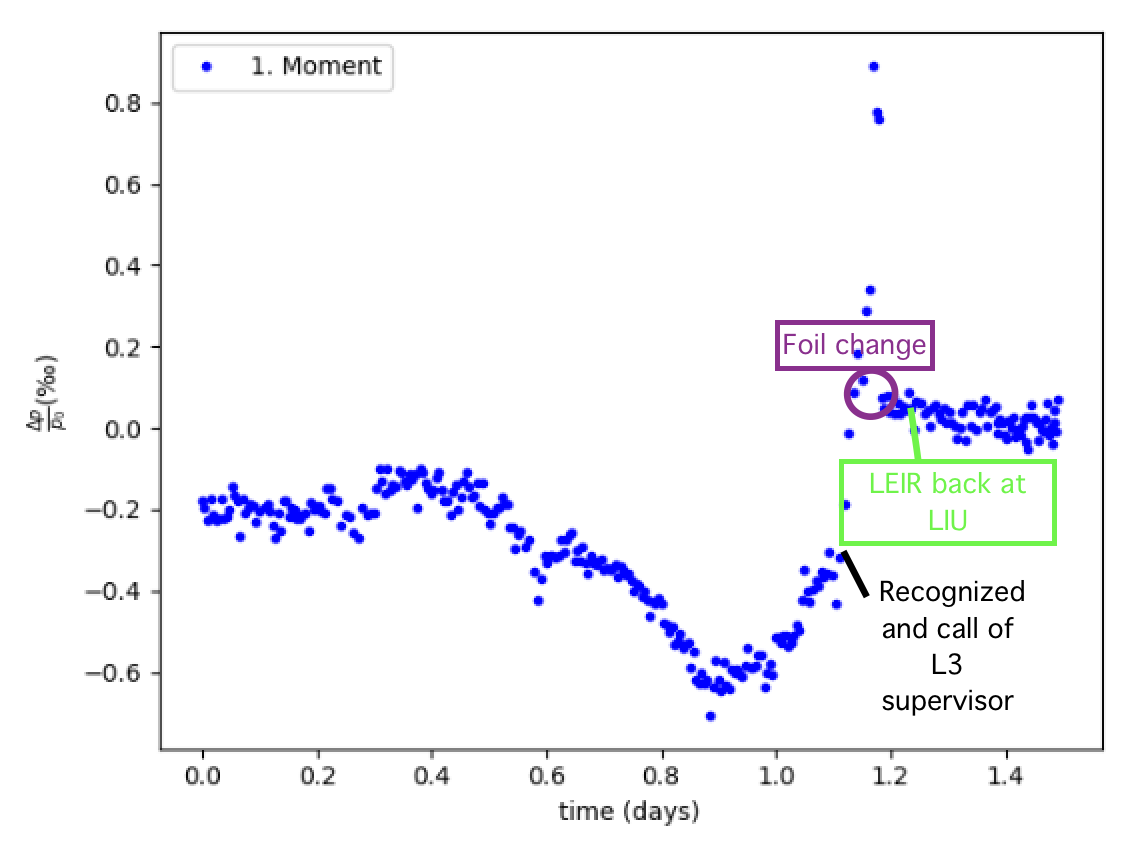 1. Moment
0.8
0.6
0.4
0.2
0.0
−0.2
−0.4
−0.6
Δp/p₀ (‰)
Foil change
LEIR back at
LIU
Recognized
and call of
L3
supervisor
0.0 0.2 0.4 0.6 0.8 1.0 1.2 1.4
time (days)